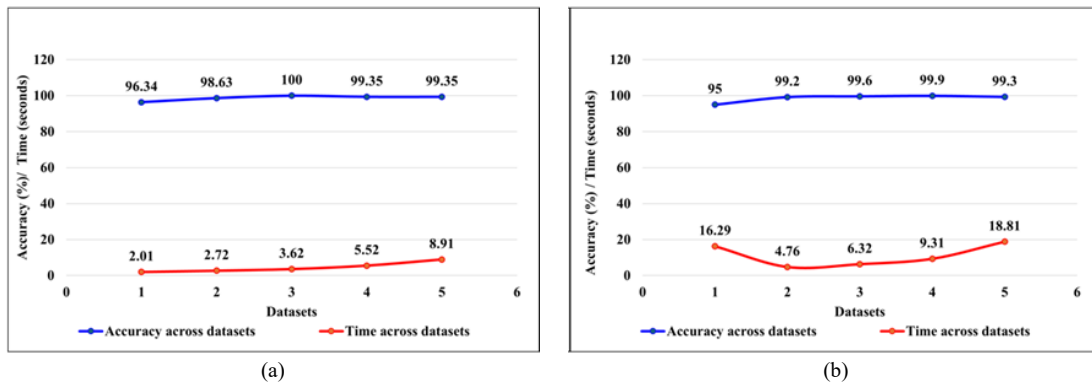 Accuracy (%)/ Time (seconds)
120
100
80
60
40
20
0
96.34 98.63 100 99.35 99.35
2.01 2.72 3.62 5.52 8.91
0 1 2 3 4 5 6
Datasets
Accuracy across datasets Time across datasets
(a)
Accuracy (%) / Time (seconds)
120
100
80
60
40
20
0
95 99.2 99.6 99.9 99.3
16.29 4.76 6.32 9.31 18.81
0 1 2 3 4 5 6
Datasets
Accuracy across datasets Time across datasets
(b)